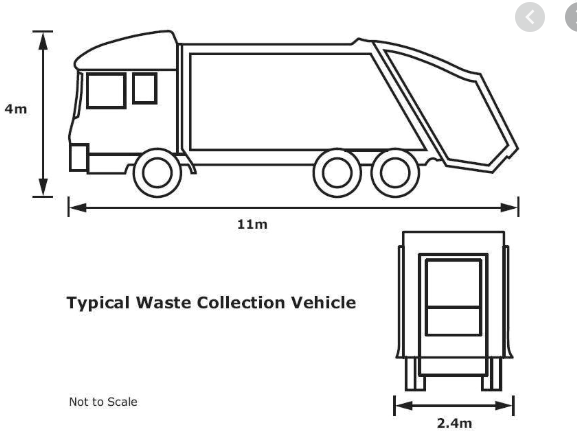 4m
11m
Typical Waste Collection Vehicle
Not to Scale
2.4m